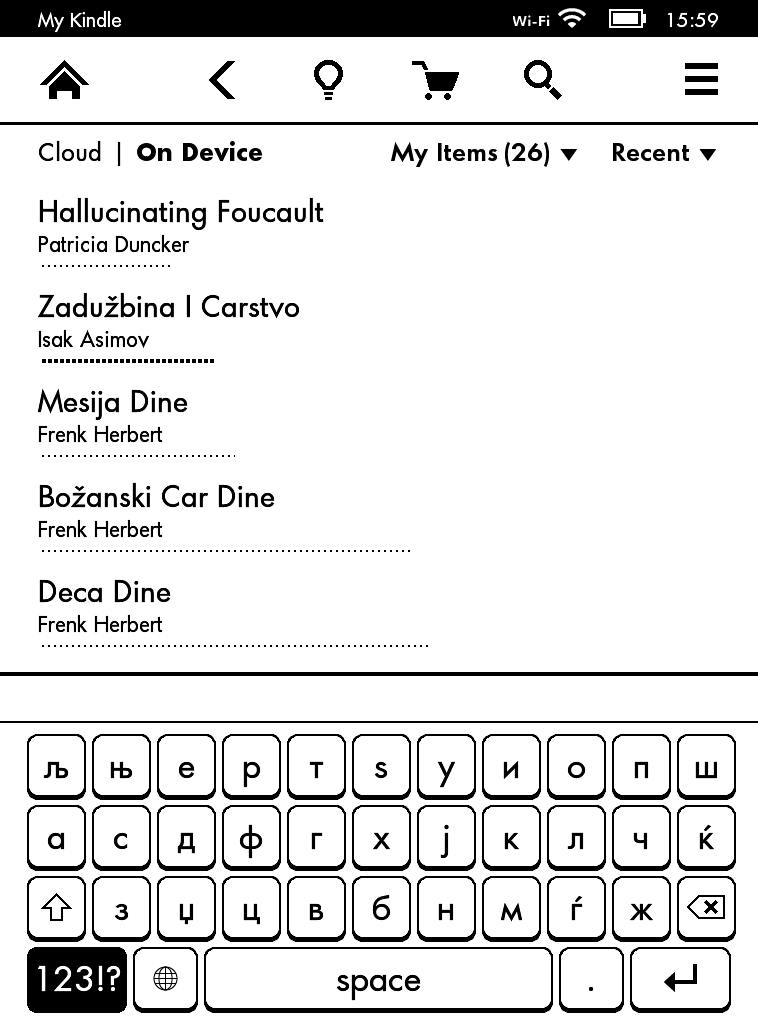 My Kindle Wi-Fi 15:59
Cloud | On Device My Items (26) Recent
Hallucinating Foucault
Patricia Duncker
Zadužbina I Carstvo
Isak Asimov
Mesija Dine
Frenk Herbert
Božanski Car Dine
Frenk Herbert
Deca Dine
Frenk Herbert
љ њ е р т ѕ у и о п ш
а с д ф г х ј к л ч ќ
з џ ц в б н м ѓ ж
123!? space .